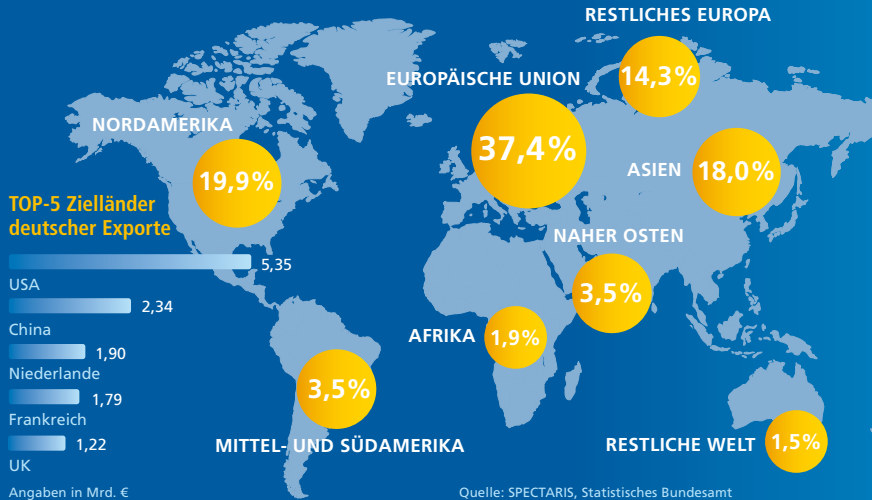 RESTLICHES EUROPA
14,3%
EUROPÄISCHE UNION
37,4%
NORDAMERIKA
19,9%
ASIEN
18,0%
NAHER OSTEN
3,5%
AFRIKA
1,9%
MITTEL- UND SÜDAMERIKA
3,5%
RESTLICHE WELT
1,5%
TOP-5 Zielländer
deutscher Exporte
5,35
USA
2,34
China
1,90
Niederlande
1,79
Frankreich
1,22
UK
Angaben in Mrd. €
Quelle: SPECTARIS, Statistisches Bundesamt